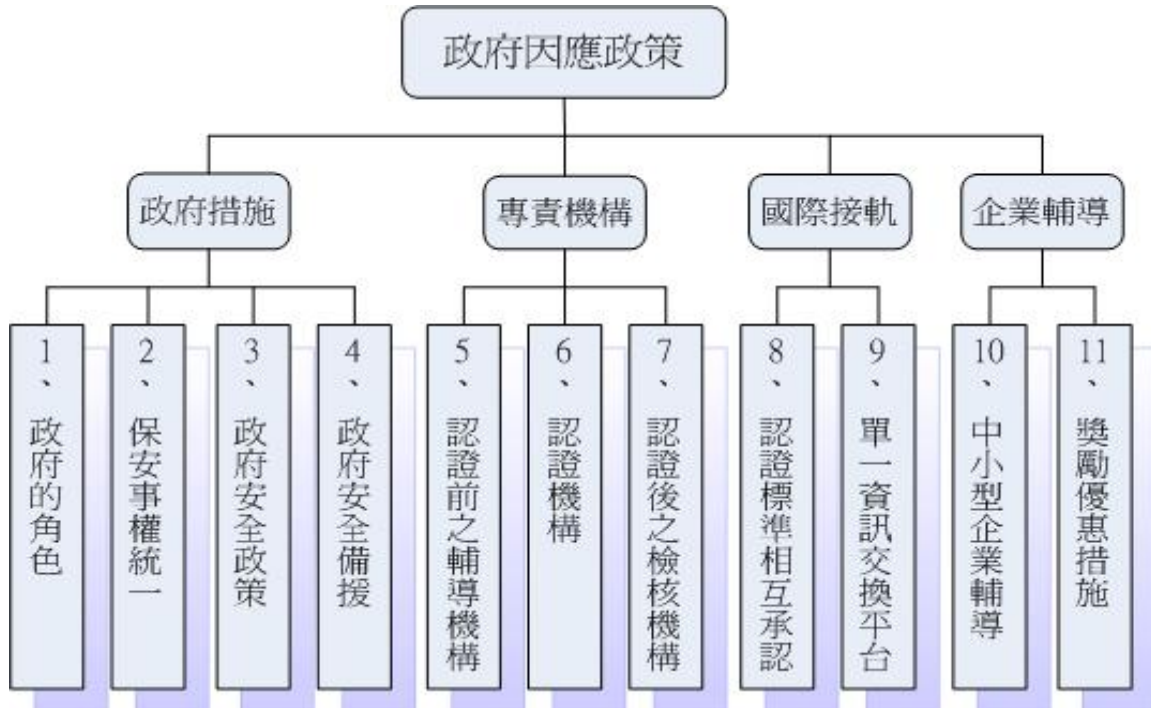 政府因應政策
政府措施
專責機構
國際接軌
企業輔導
1、政府的角色
2、保安事權統一
3、政府安全政策
4、政府安全備援
5、認證前之輔導機構
6、認證機構
7、認證後之檢核機構
8、認證標準相互承認
9、單一資訊交換平台
10、中小型企業輔導
11、獎勵優惠措施